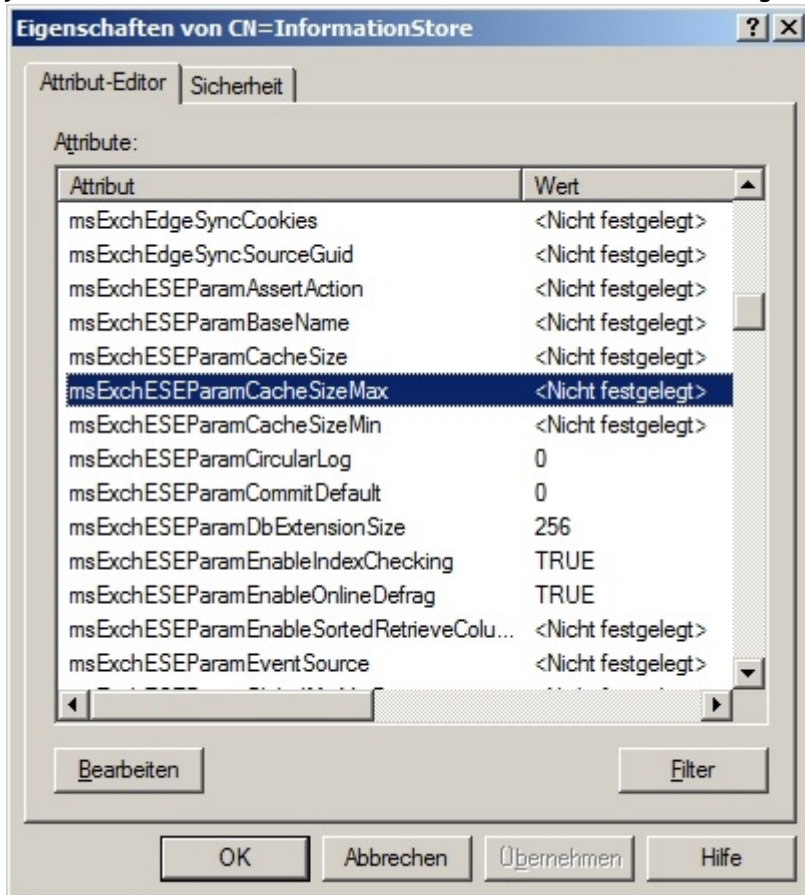 Eigenschaften von CN=InformationStore
Attribut-Editor Sicherheit
Attribute:
Attribut Wert
msExchEdgeSyncCookies <Nicht festgelegt>
msExchEdgeSyncSourceGuid <Nicht festgelegt>
msExchESEParamAssertAction <Nicht festgelegt>
msExchESEParamBaseName <Nicht festgelegt>
msExchESEParamCacheSize <Nicht festgelegt>
msExchESEParamCacheSizeMax <Nicht festgelegt>
msExchESEParamCacheSizeMin <Nicht festgelegt>
msExchESEParamCircularLog 0
msExchESEParamCommitDefault 0
msExchESEParamDbExtensionSize 256
msExchESEParamEnableIndexChecking TRUE
msExchESEParamEnableOnlineDefrag TRUE
msExchESEParamEnableSortedRetrieveColu... <Nicht festgelegt>
msExchESEParamEventSource <Nicht festgelegt>
Bearbeiten Filter
OK Abbrechen Übernehmen Hilfe